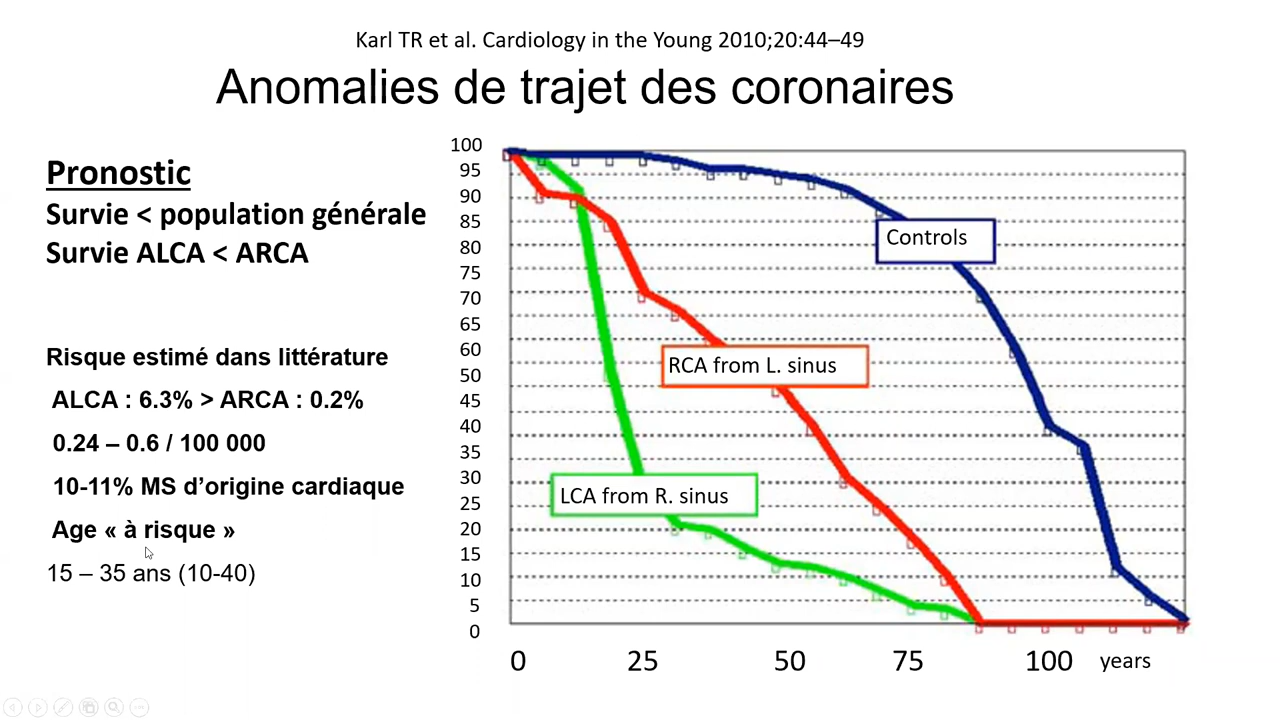 Karl TR et al. Cardiology in the Young 2010;20:44–49
Anomalies de trajet des coronaires
Pronostic
Survie < population générale
Survie ALCA < ARCA
Risque estimé dans littérature
ALCA : 6.3% > ARCA : 0.2%
0.24 – 0.6 / 100 000
10-11% MS d’origine cardiaque
Age « à risque »
15 – 35 ans (10-40)
100
95
90
85
80
75
70
65
60
55
50
45
40
35
30
25
20
15
10
5
0
Controls
RCA from L. sinus
LCA from R. sinus
0 25 50 75 100 years